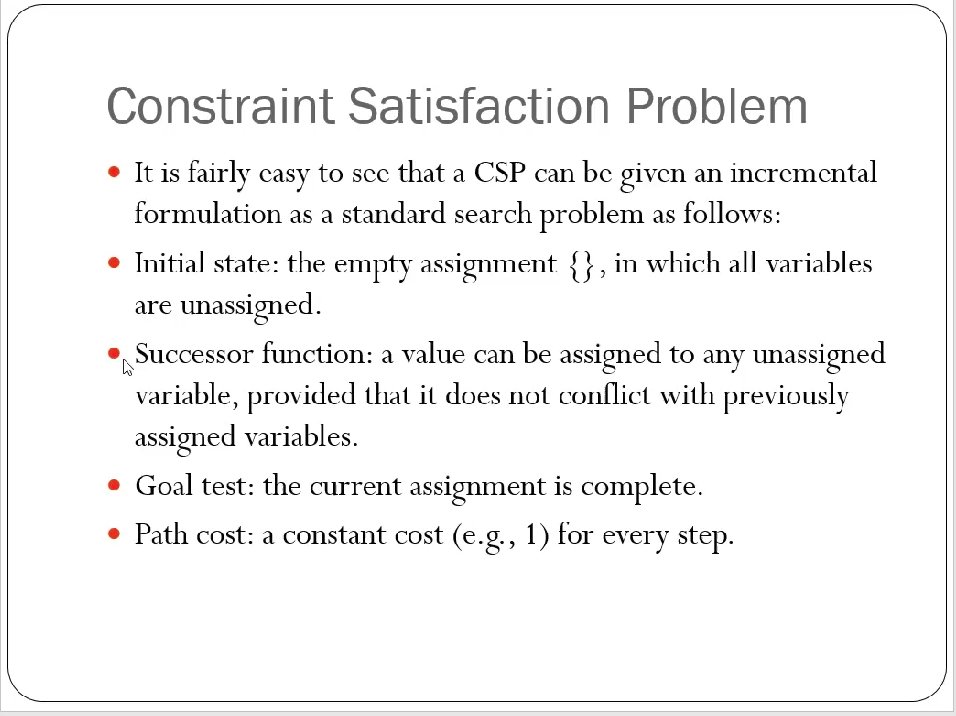 Constraint Satisfaction Problem
It is fairly easy to see that a CSP can be given an incremental
formulation as a standard search problem as follows:
Initial state: the empty assignment {}, in which all variables
are unassigned.
Successor function: a value can be assigned to any unassigned
variable, provided that it does not conflict with previously
assigned variables.
Goal test: the current assignment is complete.
Path cost: a constant cost (e.g., 1) for every step.